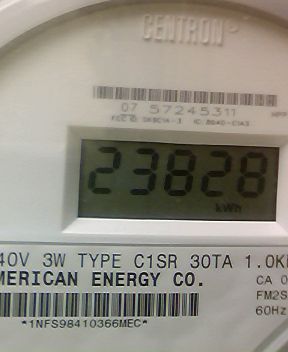 CENTRON
07 57245311
23828
kWh
40V 3W TYPE C1SR 30TA 1.0K
MERICAN ENERGY CO.
CA 0
FM2S
60Hz
*1NFS98410366MEC*